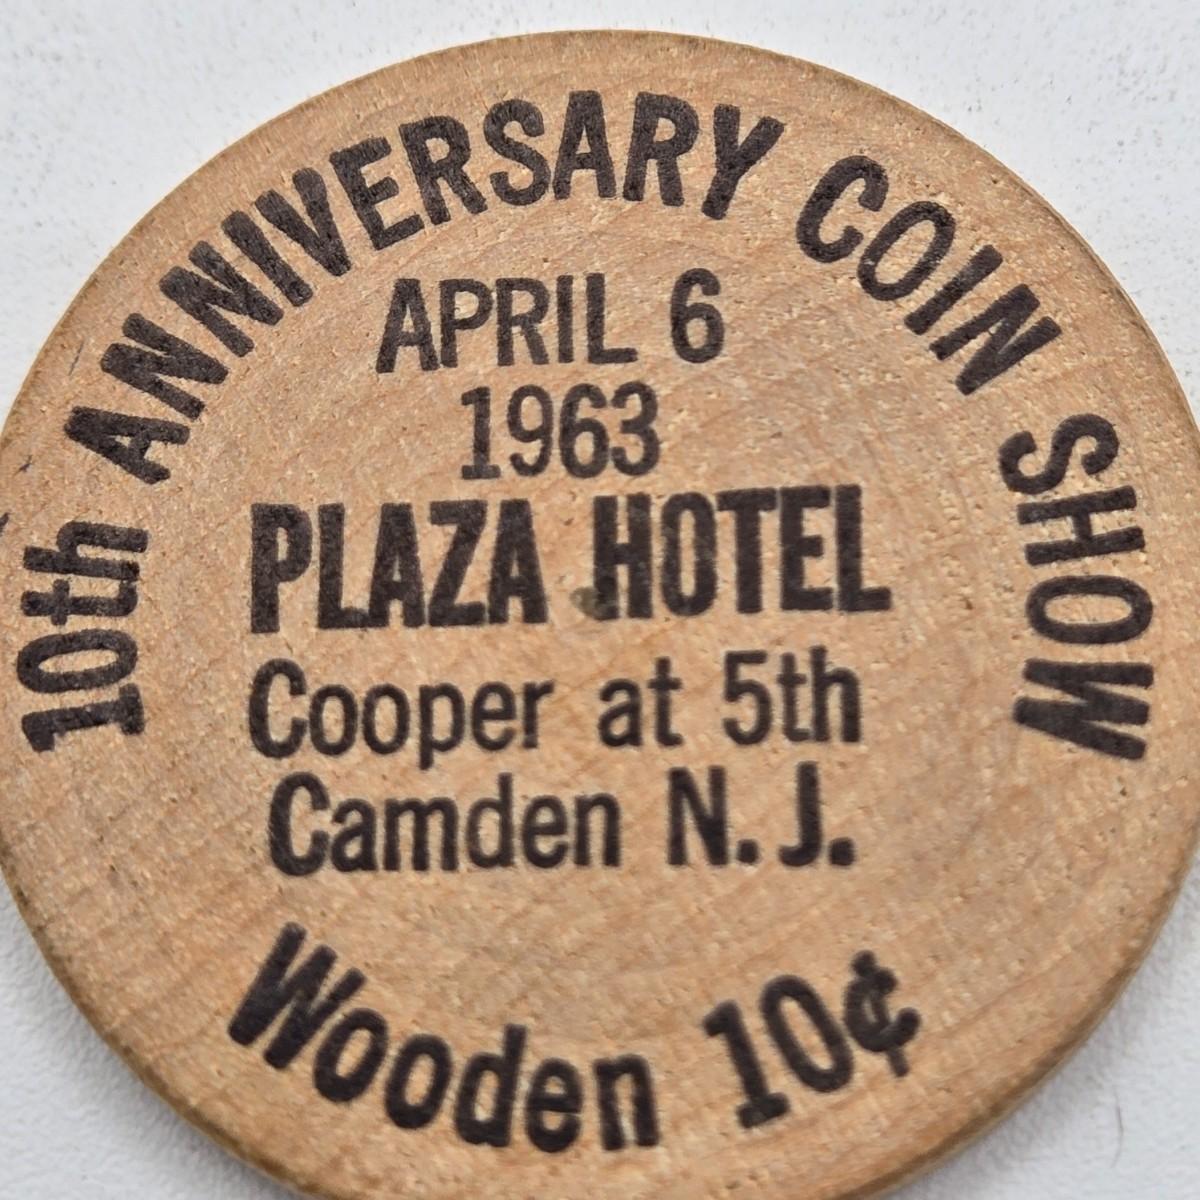 10th ANNIVERSARY COIN SHOW
APRIL 6
1963
PLAZA HOTEL
Cooper at 5th
Camden N.J.
Wooden 10¢